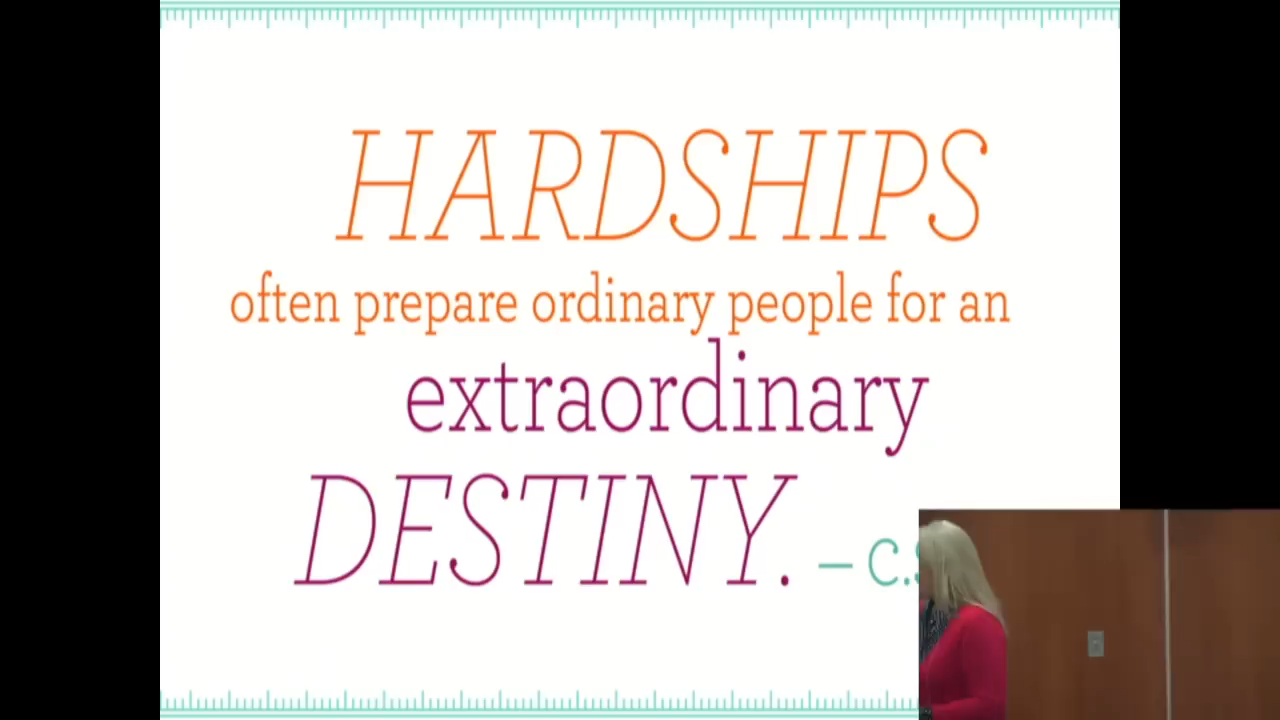 HARDSHIPS
often prepare ordinary people for an
extraordinary
DESTINY. – C.S